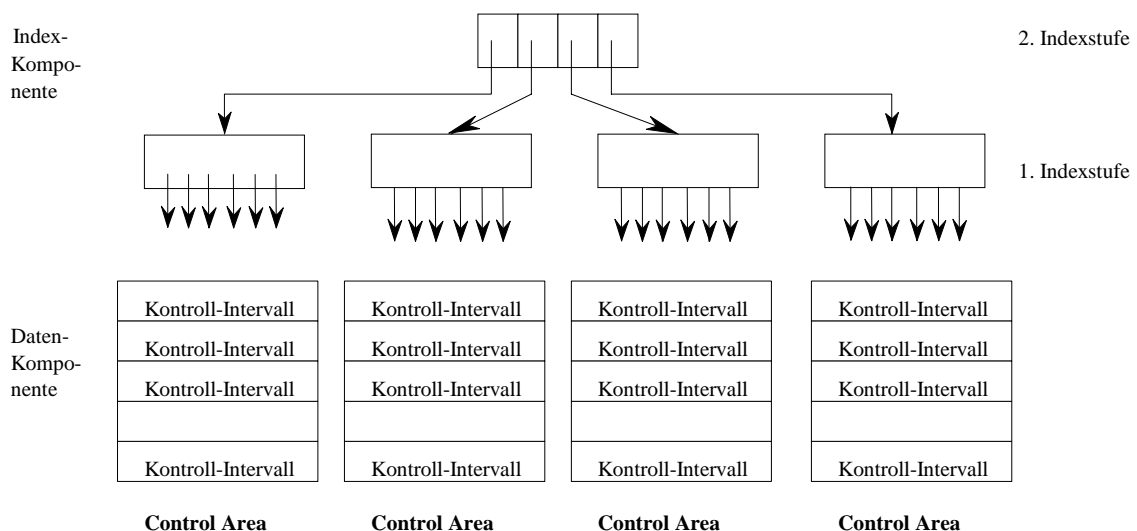 Index-
Kompo-
nente
2. Indexstufe
1. Indexstufe
Daten-
Kompo-
nente
Kontroll-Intervall Kontroll-Intervall Kontroll-Intervall Kontroll-Intervall
Kontroll-Intervall Kontroll-Intervall Kontroll-Intervall Kontroll-Intervall
Kontroll-Intervall Kontroll-Intervall Kontroll-Intervall Kontroll-Intervall
Kontroll-Intervall Kontroll-Intervall Kontroll-Intervall Kontroll-Intervall
Control Area Control Area Control Area Control Area